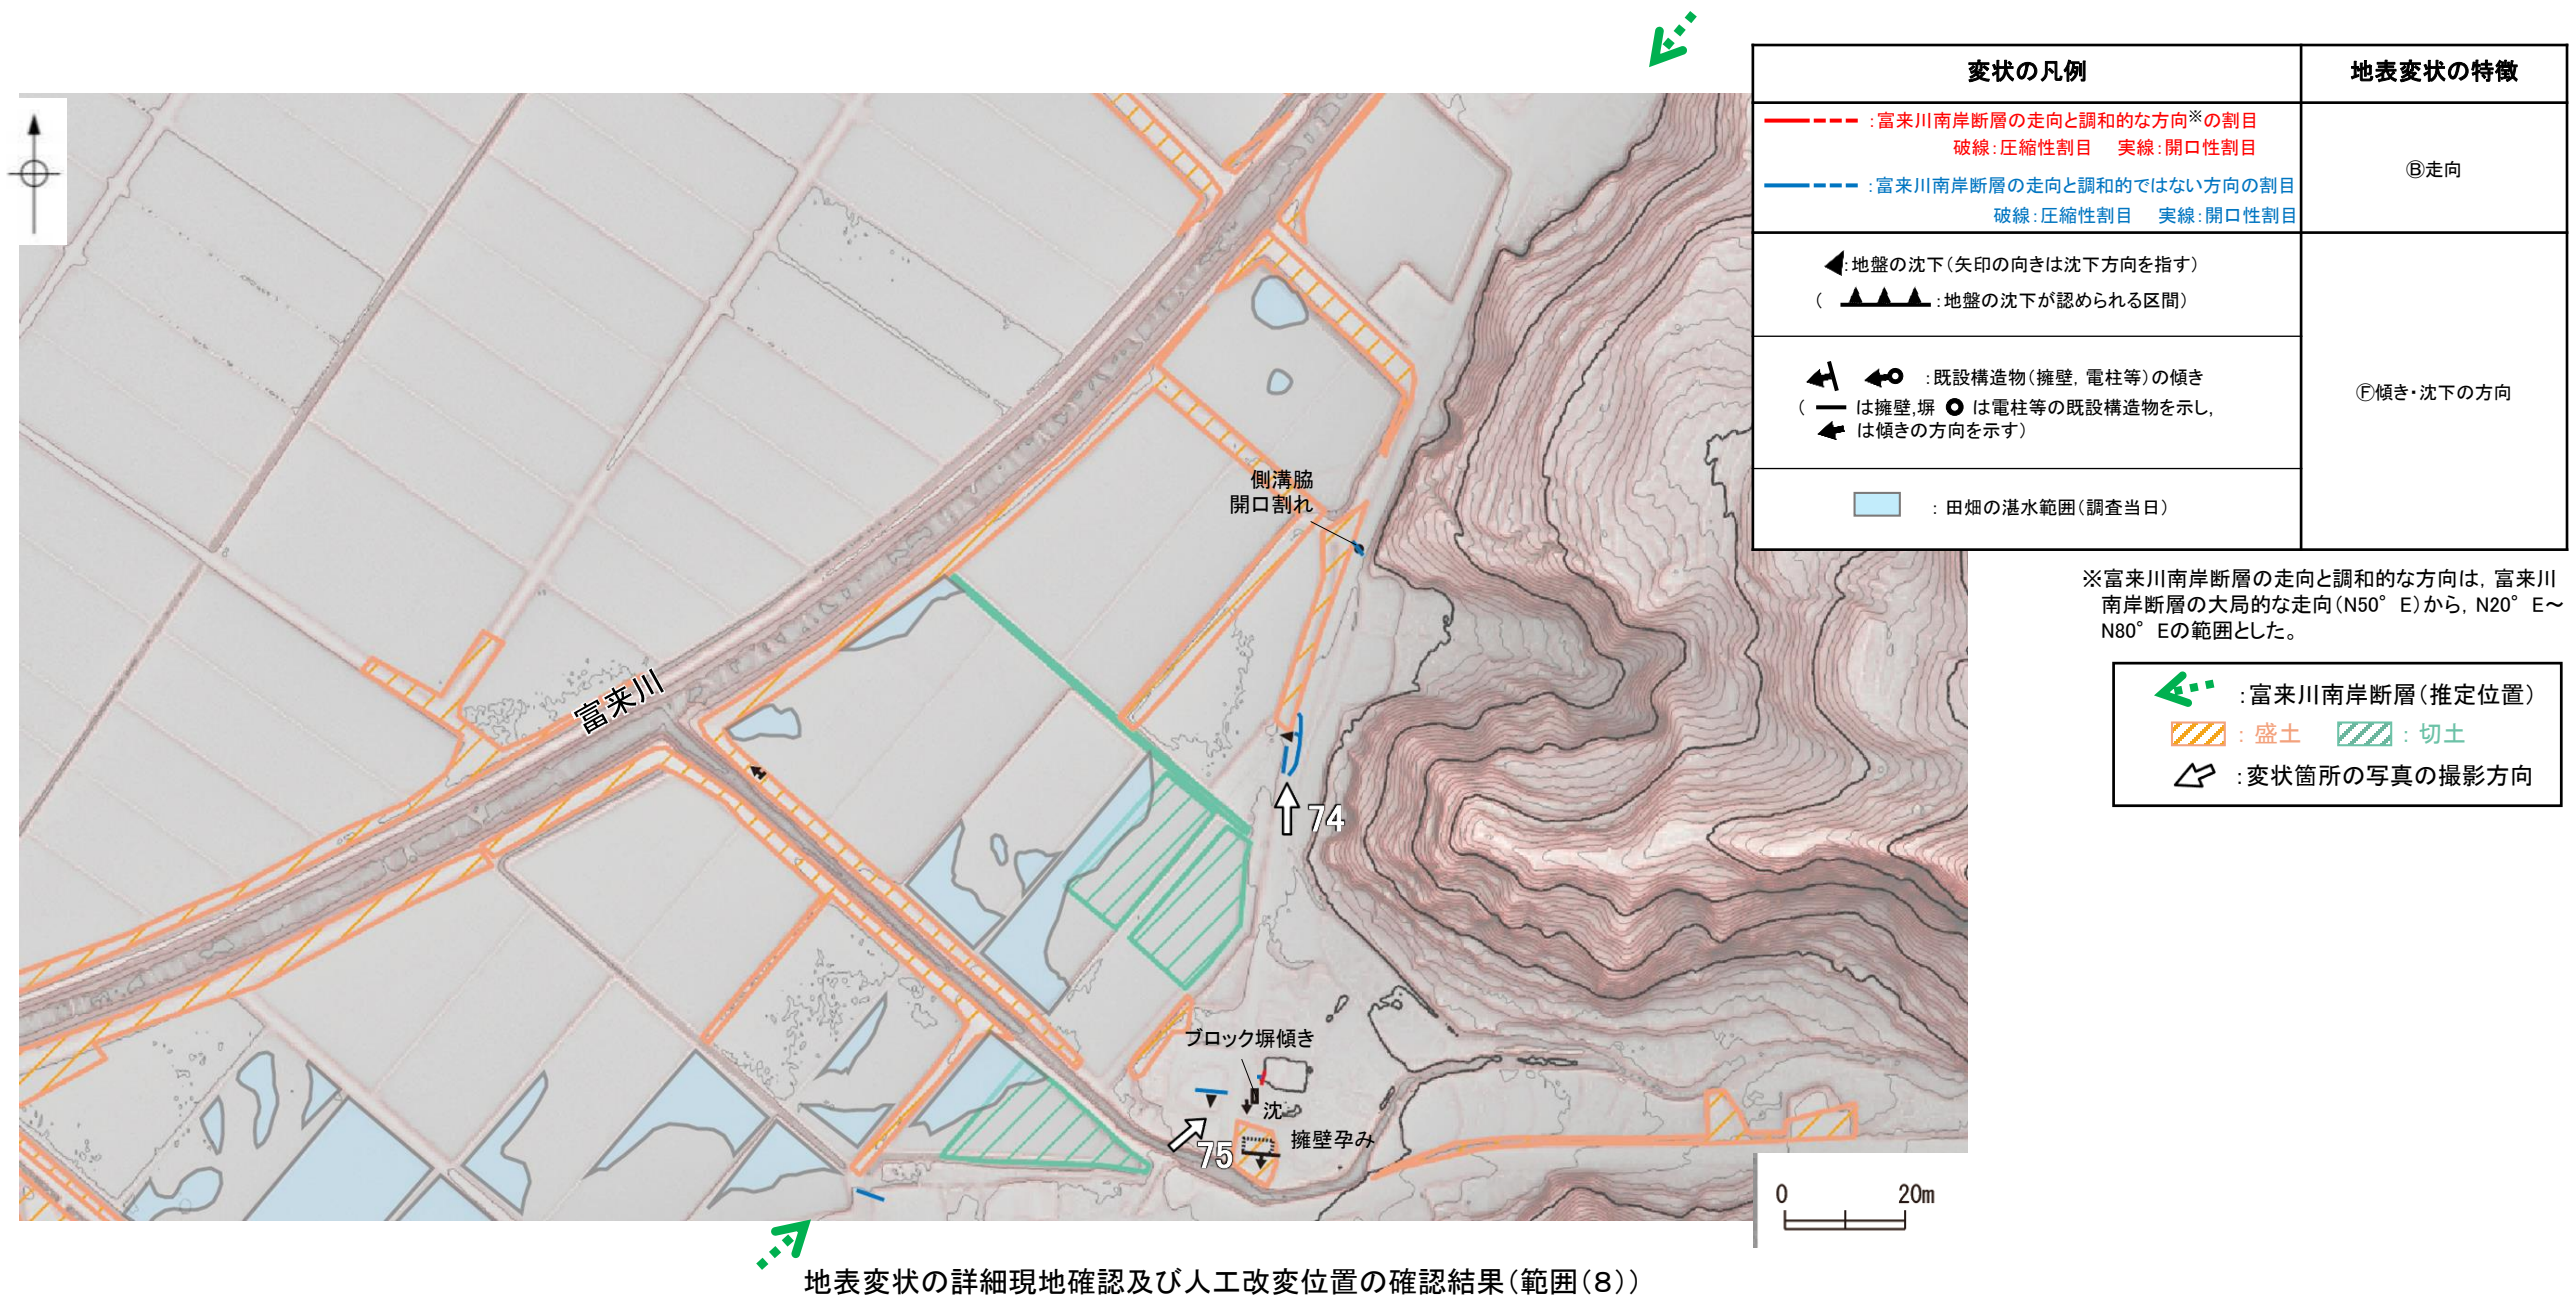 変状の凡例
地表変状の特徴
：富来川南岸断層の走向と調和的な方向※の割目
破線：圧縮性割目　実線：開口性割目
：富来川南岸断層の走向と調和的ではない方向の割目
破線：圧縮性割目　実線：開口性割目
Ⓑ走向
：地盤の沈下（矢印の向きは沈下方向を指す）
（　：地盤の沈下が認められる区間）
：既設構造物（擁壁，電柱等）の傾き
（　は擁壁,塀　は電柱等の既設構造物を示し，
は傾きの方向を示す）
Ⓕ傾き・沈下の方向
：田畑の湛水範囲（調査当日）
※富来川南岸断層の走向と調和的な方向は，富来川
南岸断層の大局的な走向（N50°E）から，N20°E～
N80°Eの範囲とした。
：富来川南岸断層（推定位置）
：盛土　：切土
：変状箇所の写真の撮影方向
側溝脇
開口割れ
富来川
74
ブロック塀傾き
沈
擁壁孕み
75
0　20m
地表変状の詳細現地確認及び人工改変位置の確認結果（範囲（８））